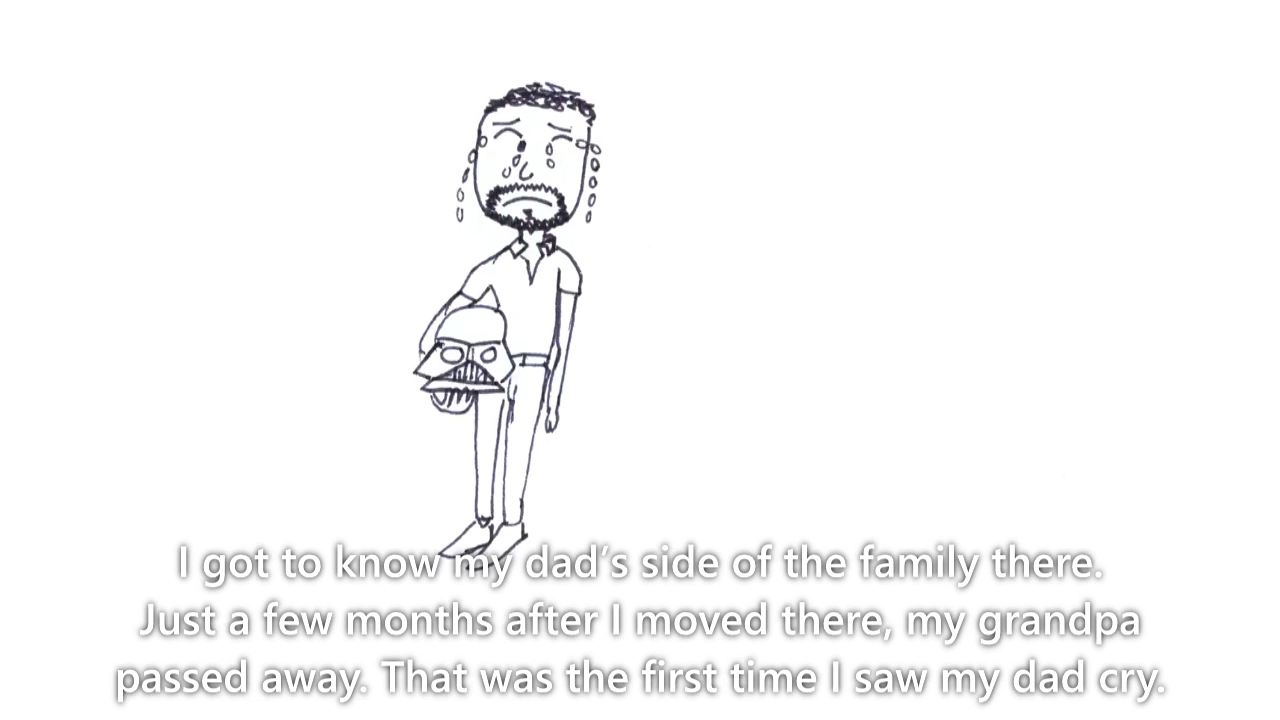 I got to know my dad’s side of the family there.
Just a few months after I moved there, my grandpa
passed away. That was the first time I saw my dad cry.